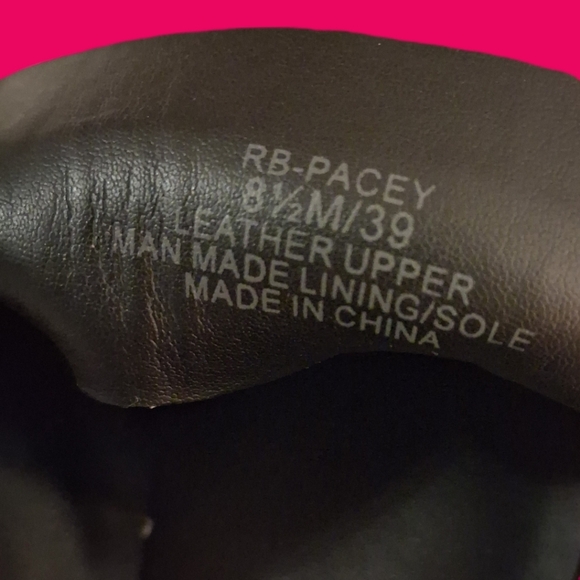 RB-PACEY
8½M/39
LEATHER UPPER
MAN MADE LINING/SOLE
MADE IN CHINA